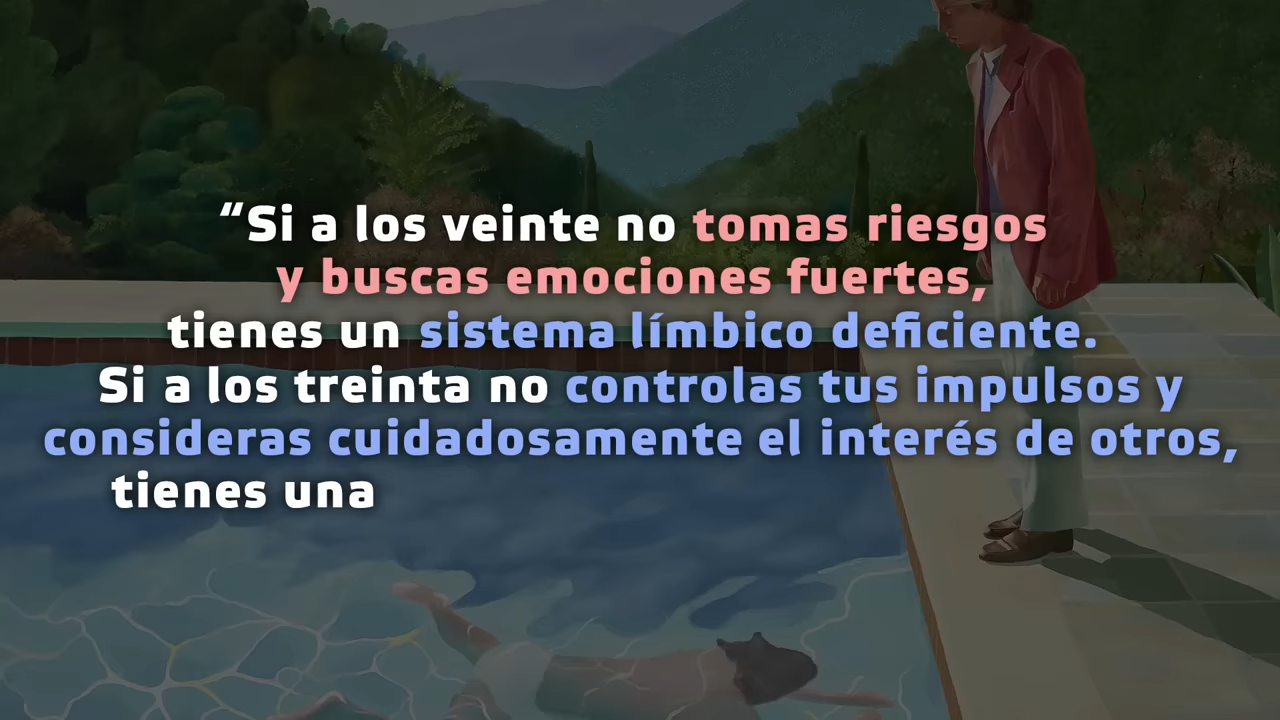 “Si a los veinte no tomas riesgos
y buscas emociones fuertes,
tienes un sistema límbico deficiente.
Si a los treinta no controlas tus impulsos y
consideras cuidadosamente el interés de otros,
tienes una